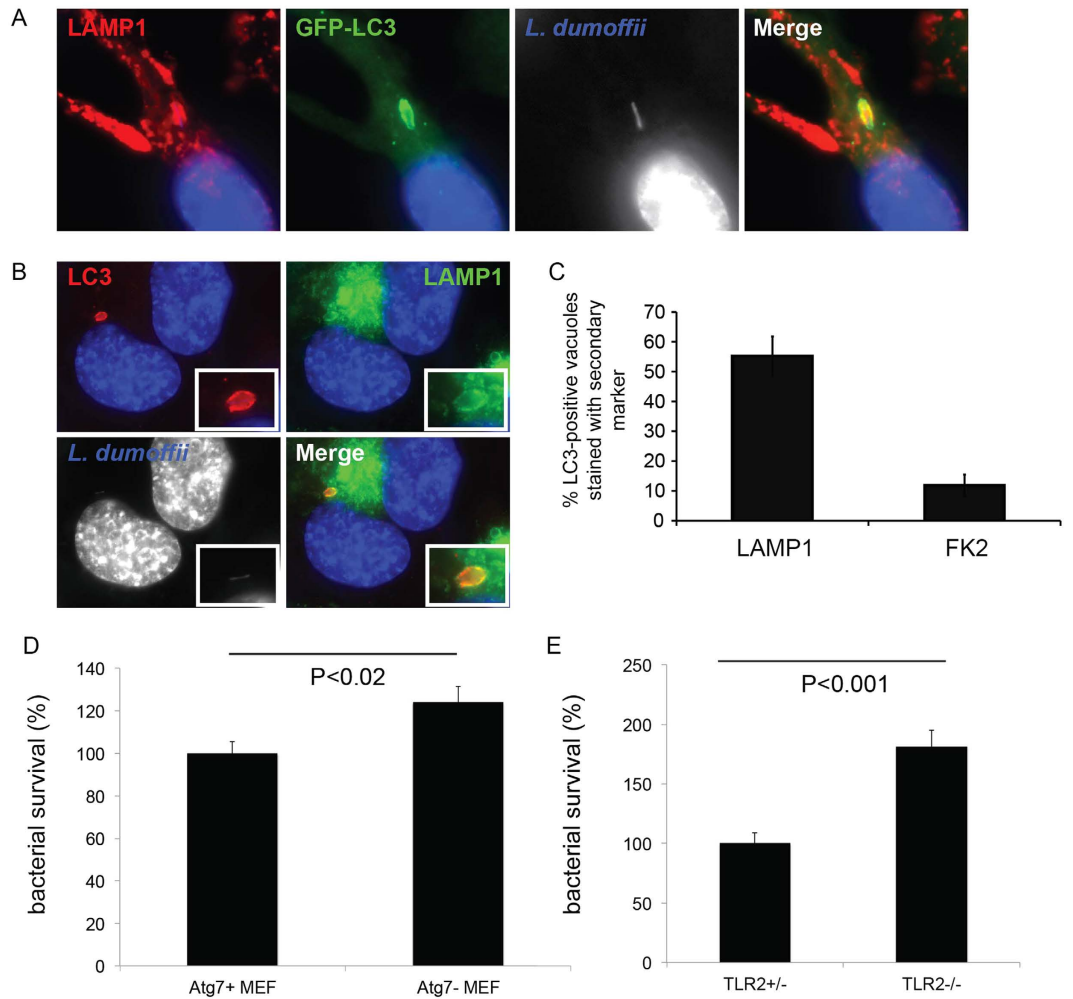 A
LAMP1
GFP-LC3
L. dumoffii
Merge
B
LC3
LAMP1
L. dumoffii
Merge
C
% LC3-positive vacuoles
stained with secondary
marker
70
60
50
40
30
20
10
0
LAMP1
FK2
D
bacterial survival (%)
140
120
100
80
60
40
20
0
P<0.02
Atg7+ MEF
Atg7- MEF
E
bacterial survival (%)
250
200
150
100
50
0
P<0.001
TLR2+/-
TLR2-/-